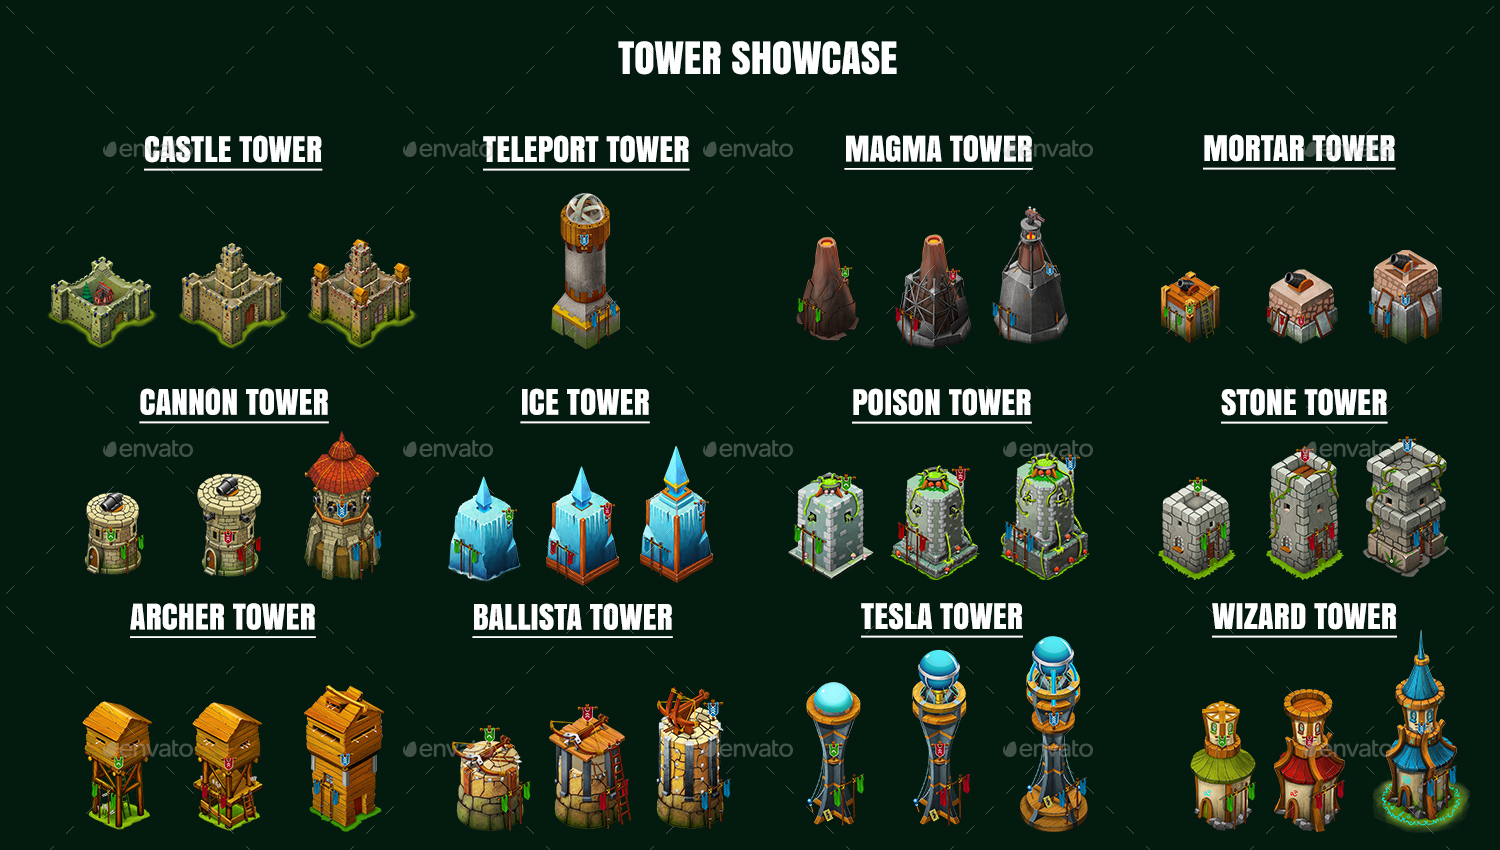 TOWER SHOWCASE
CASTLE TOWER
TELEPORT TOWER
MAGMA TOWER
MORTAR TOWER
envato envato envato envato envato
CANNON TOWER
ICE TOWER
POISON TOWER
STONE TOWER
envato envato envato envato envato
ARCHER TOWER
BALLISTA TOWER
TESLA TOWER
WIZARD TOWER
envato envato envato envato envato